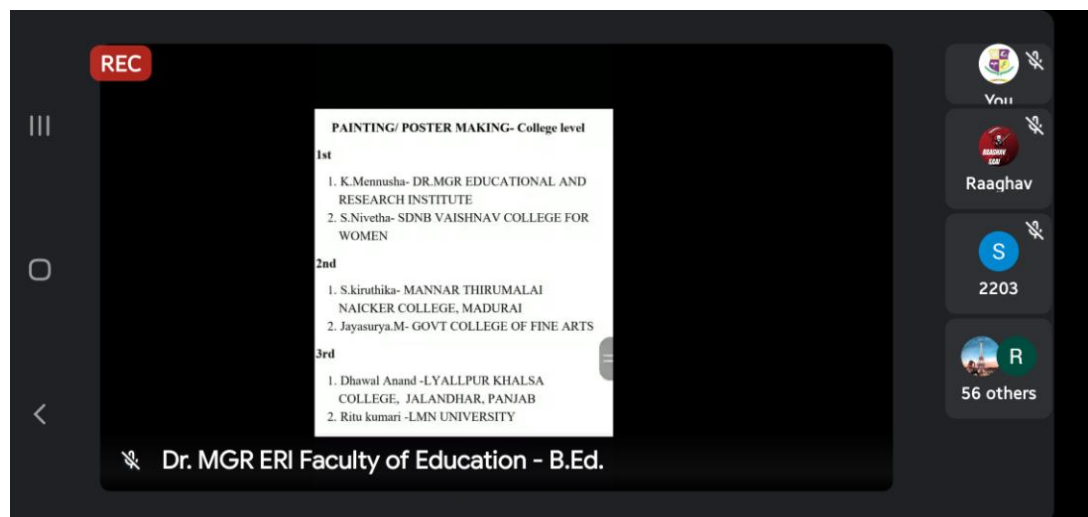 REC
PAINTING/ POSTER MAKING- College level
1st
1. K.Mennusha- DR.MGR EDUCATIONAL AND
RESEARCH INSTITUTE
2. S.Nivetha- SDNB VAISHNAV COLLEGE FOR
WOMEN
2nd
1. S.kiruthika- MANNAR THIRUMALAI
NAICKER COLLEGE, MADURAI
2. Jayasurya.M- GOVT COLLEGE OF FINE ARTS
3rd
1. Dhawal Anand -LYALLPUR KHALSA
COLLEGE, JALANDHAR, PANJAB
2. Ritu kumari -LMN UNIVERSITY
Dr. MGR ERI Faculty of Education - B.Ed.
You
RAAGHAV
Raaghav
S
2203
R
56 others